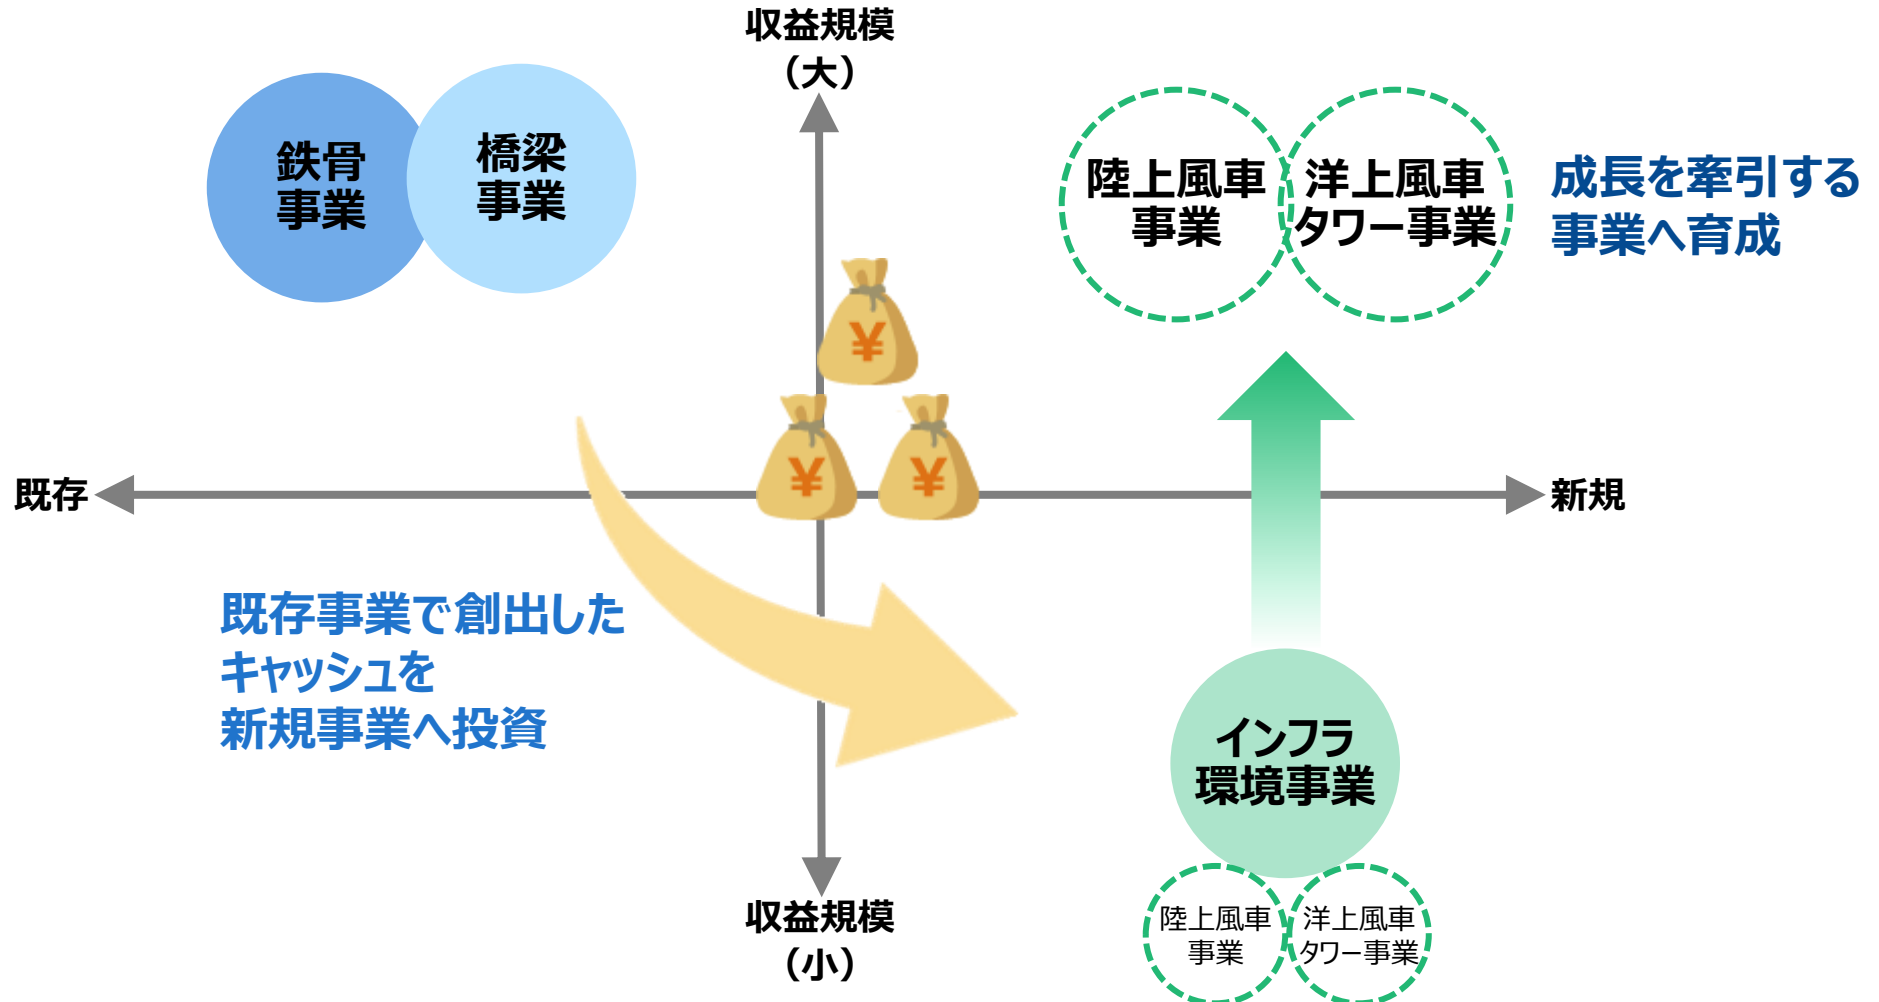 収益規模
（大）
鉄骨
事業
橋梁
事業
陸上風車
事業
洋上風車
タワー事業
成長を牽引する
事業へ育成
¥
¥
¥
既存
新規
既存事業で創出した
キャッシュを
新規事業へ投資
インフラ
環境事業
収益規模
（小）
陸上風車
事業
洋上風車
タワー事業